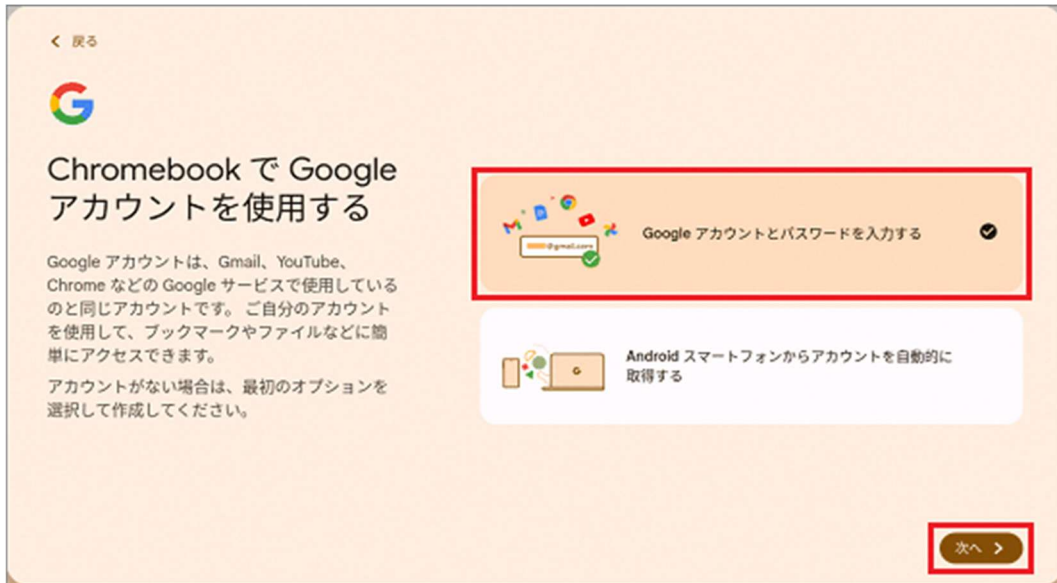 戻る
Chromebook で Google
アカウントを使用する
Google アカウントは、Gmail、YouTube、
Chrome などの Google サービスで使用している
のと同じアカウントです。ご自分のアカウント
を使用して、ブックマークやファイルなどに簡
単にアクセスできます。
アカウントがない場合は、最初のオプションを
選択して作成してください。
@gmail.com
Google アカウントとパスワードを入力する
Android スマートフォンからアカウントを自動的に
取得する
次へ